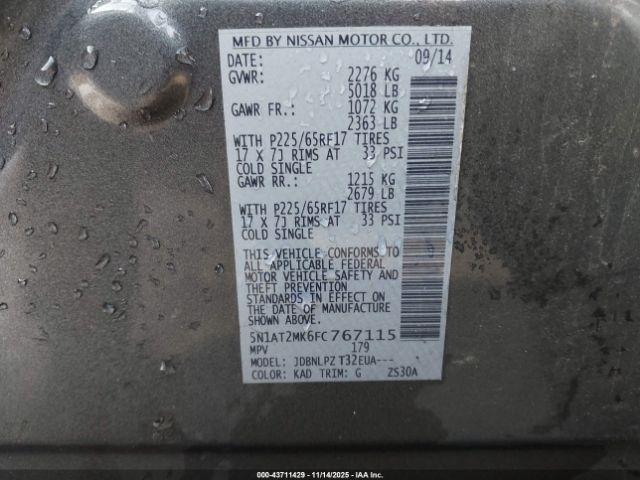 MFD BY NISSAN MOTOR CO., LTD.
DATE: 09/14
GVWR: 2276 KG
5018 LB
GAWR FR.: 1072 KG
2363 LB
WITH P225/65RF17 TIRES
17 X 7J RIMS AT 33 PSI
COLD SINGLE
GAWR RR.: 1215 KG
2679 LB
WITH P225/65RF17 TIRES
17 X 7J RIMS AT 33 PSI
COLD SINGLE
THIS VEHICLE CONFORMS TO
ALL APPLICABLE FEDERAL
MOTOR VEHICLE SAFETY AND
THEFT PREVENTION
STANDARDS IN EFFECT ON
THE DATE OF MANUFACTURE
SHOWN ABOVE.
5N1AT2MK6FC767115
MPV 179
MODEL: JDBNLPZ T32EUA---
COLOR: KAD TRIM: G ZS30A
000-43711429 - 11/14/2025 - IAAI, Inc.